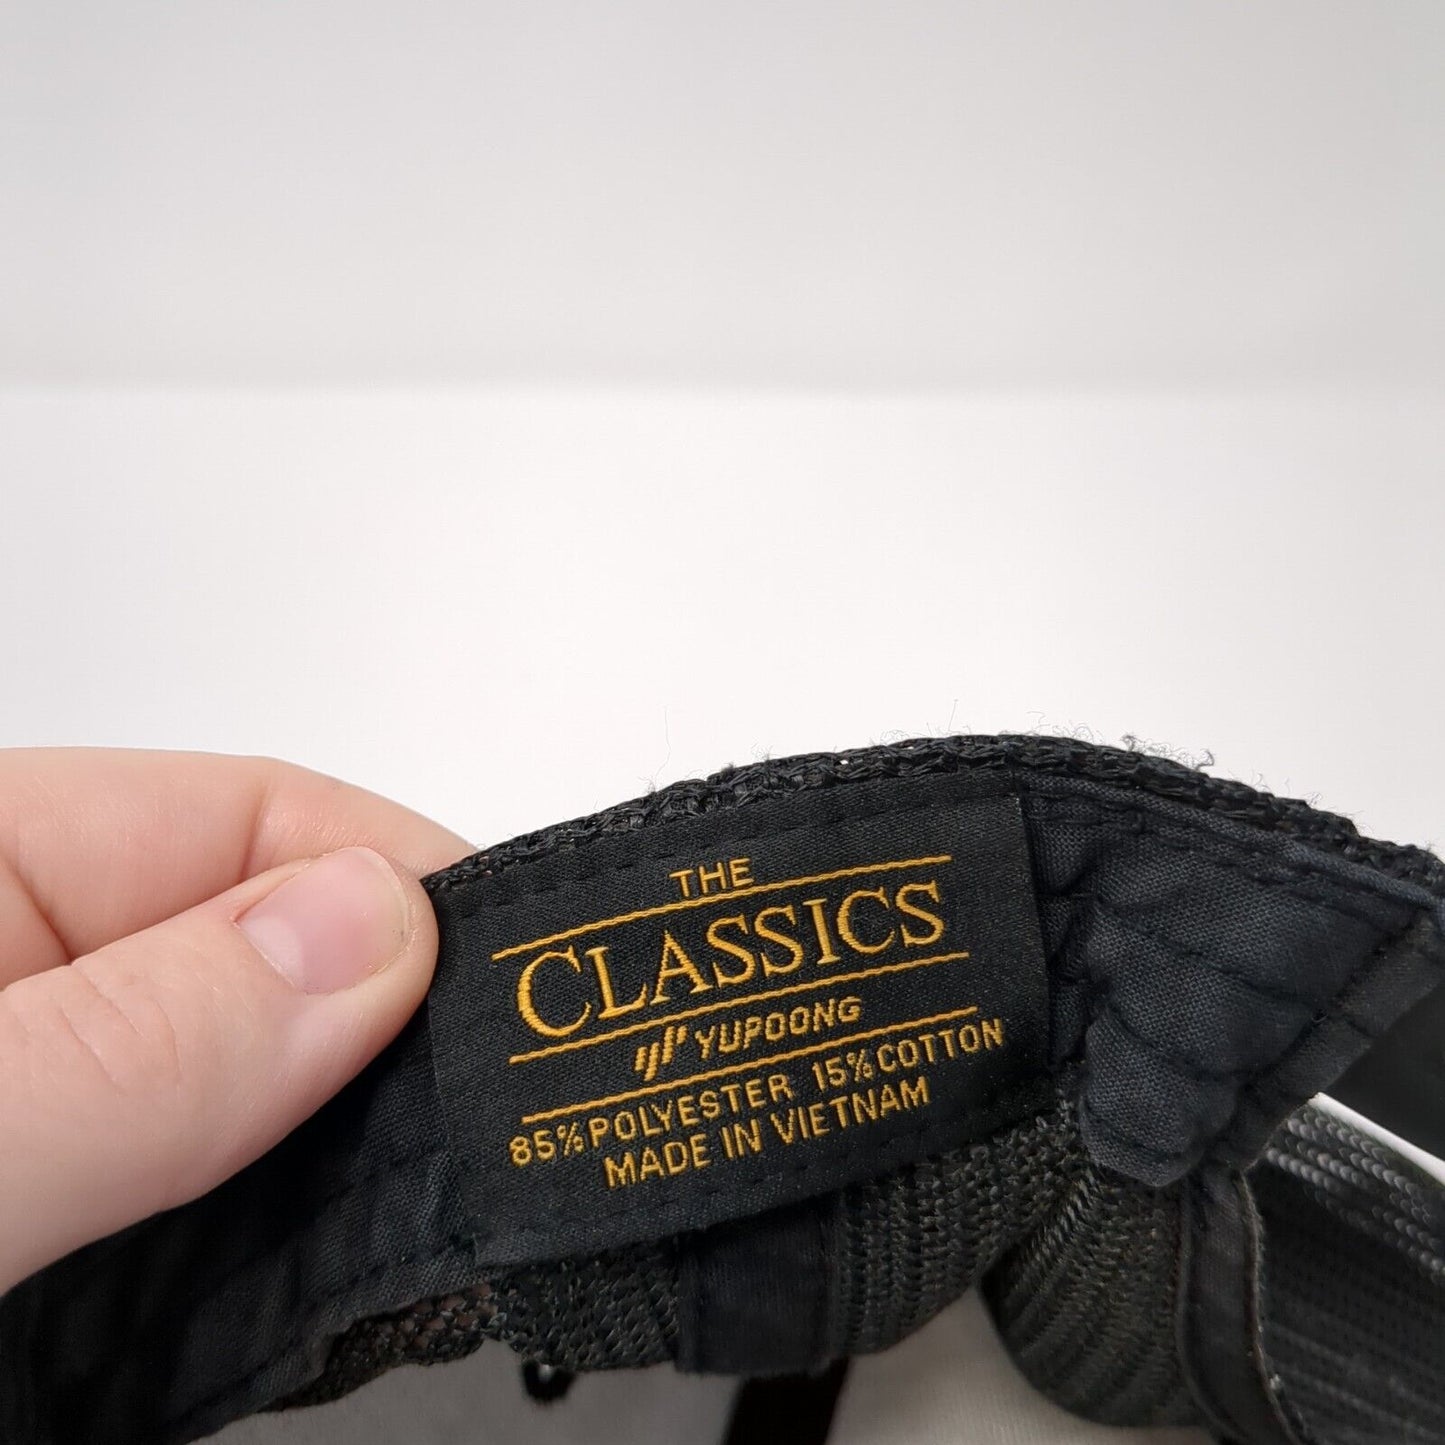 THE
CLASSICS
YUPOONG
85% POLYESTER 15% COTTON
MADE IN VIETNAM